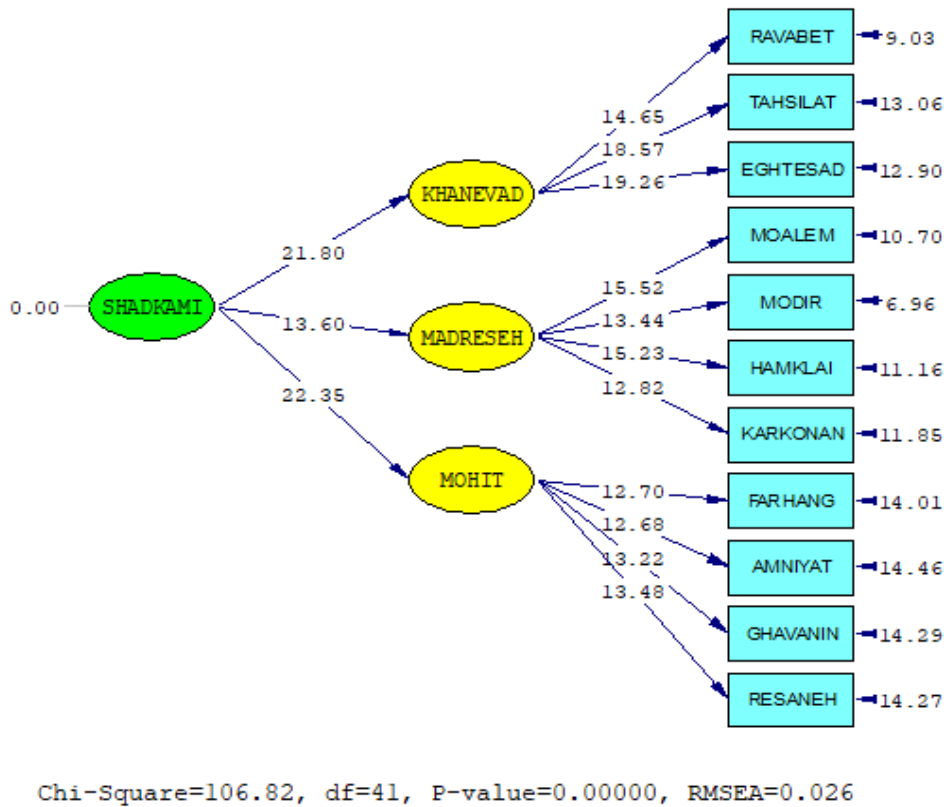 RAVABET
9.03
14.65
TAHSILAT
13.06
18.57
KHANEVAD
19.26
EGHTESAD
12.90
21.80
MOALEM
10.70
15.52
0.00
SHADKAMI
MODIR
6.96
13.44
13.60
MADRESEH
15.23
HAMKLAI
11.16
12.82
22.35
KARKONAN
11.85
MOHIT
12.70
FARHANG
14.01
12.68
13.22
AMNIYAT
14.46
13.48
GHAVANIN
14.29
RESANEH
14.27
Chi-Square=106.82, df=41, P-value=0.00000, RMSEA=0.026